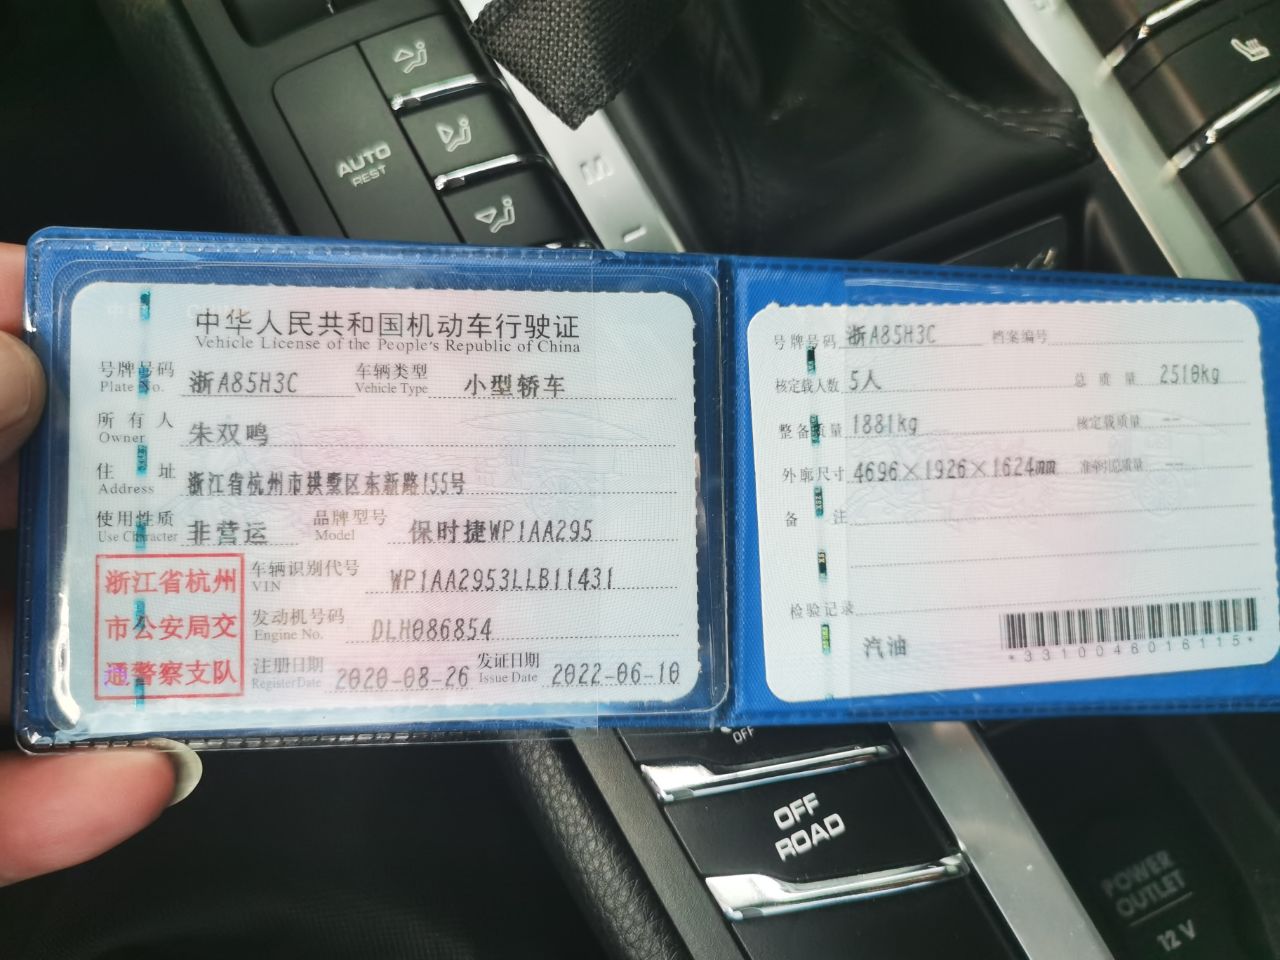 AUTO
REST
中华人民共和国机动车行驶证
Vehicle License of the People's Republic of China
号牌号码 浙A85H3C 车辆类型 小型轿车
Plate No. Vehicle Type
所有人 朱双鸣
Owner
住址 浙江省杭州市拱墅区东新路155号
Address
使用性质 非营运 品牌型号 保时捷WP1AA295
Use Character Model
浙江省杭州
市公安局交
通警察支队
车辆识别代号 WP1AA2953LLB11431
VIN
发动机号码 DLH086854
Engine No.
注册日期 2020-08-26 发证日期 2022-06-10
Register Date Issue Date
号牌号码 浙A85H3C 档案编号
核定载人数 5人 总质量 2510kg
整备质量 1881kg 核定载质量 --
外廓尺寸 4696×1926×1624mm 准牵引总质量 --
备注
检验记录
汽油
*3310046016115*
OFF
OFF
ROAD
POWER
OUTLET
12 V